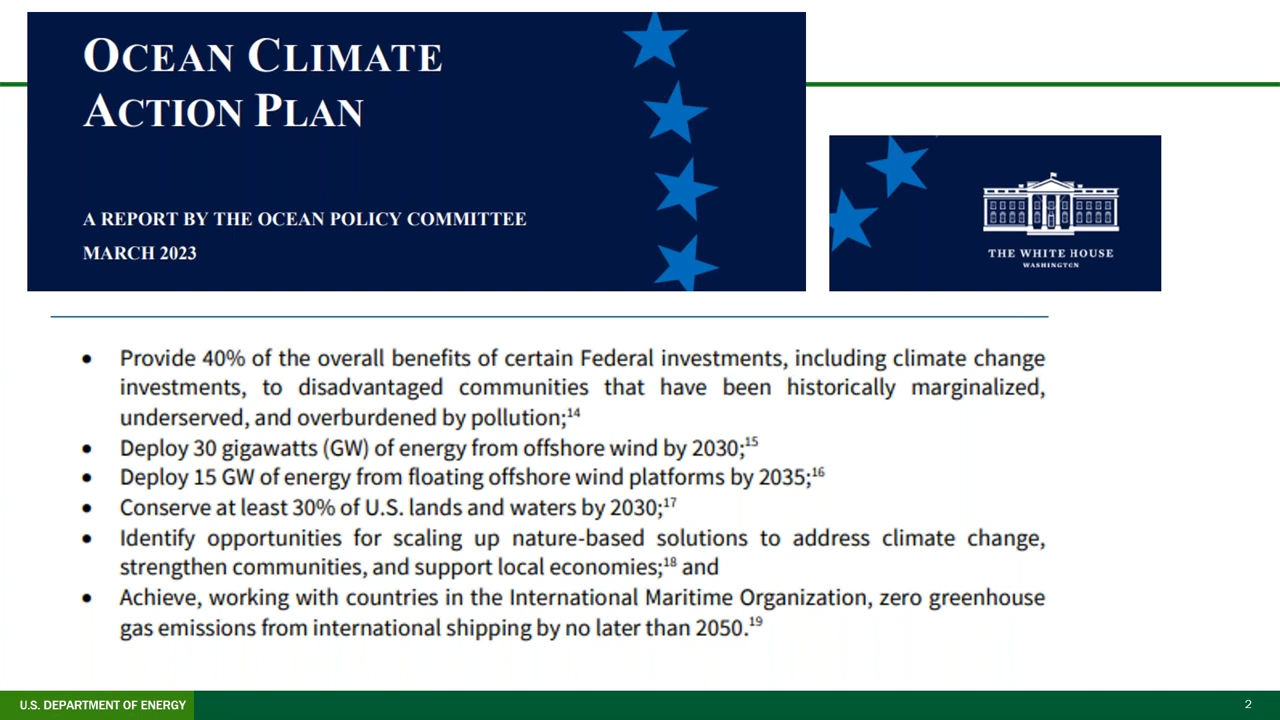 OCEAN CLIMATE
ACTION PLAN
A REPORT BY THE OCEAN POLICY COMMITTEE
MARCH 2023
THE WHITE HOUSE
WASHINGTON
• Provide 40% of the overall benefits of certain Federal investments, including climate change
investments, to disadvantaged communities that have been historically marginalized,
underserved, and overburdened by pollution;¹⁴
• Deploy 30 gigawatts (GW) of energy from offshore wind by 2030;¹⁵
• Deploy 15 GW of energy from floating offshore wind platforms by 2035;¹⁶
• Conserve at least 30% of U.S. lands and waters by 2030;¹⁷
• Identify opportunities for scaling up nature-based solutions to address climate change,
strengthen communities, and support local economies;¹⁸ and
• Achieve, working with countries in the International Maritime Organization, zero greenhouse
gas emissions from international shipping by no later than 2050.¹⁹
U.S. DEPARTMENT OF ENERGY
2